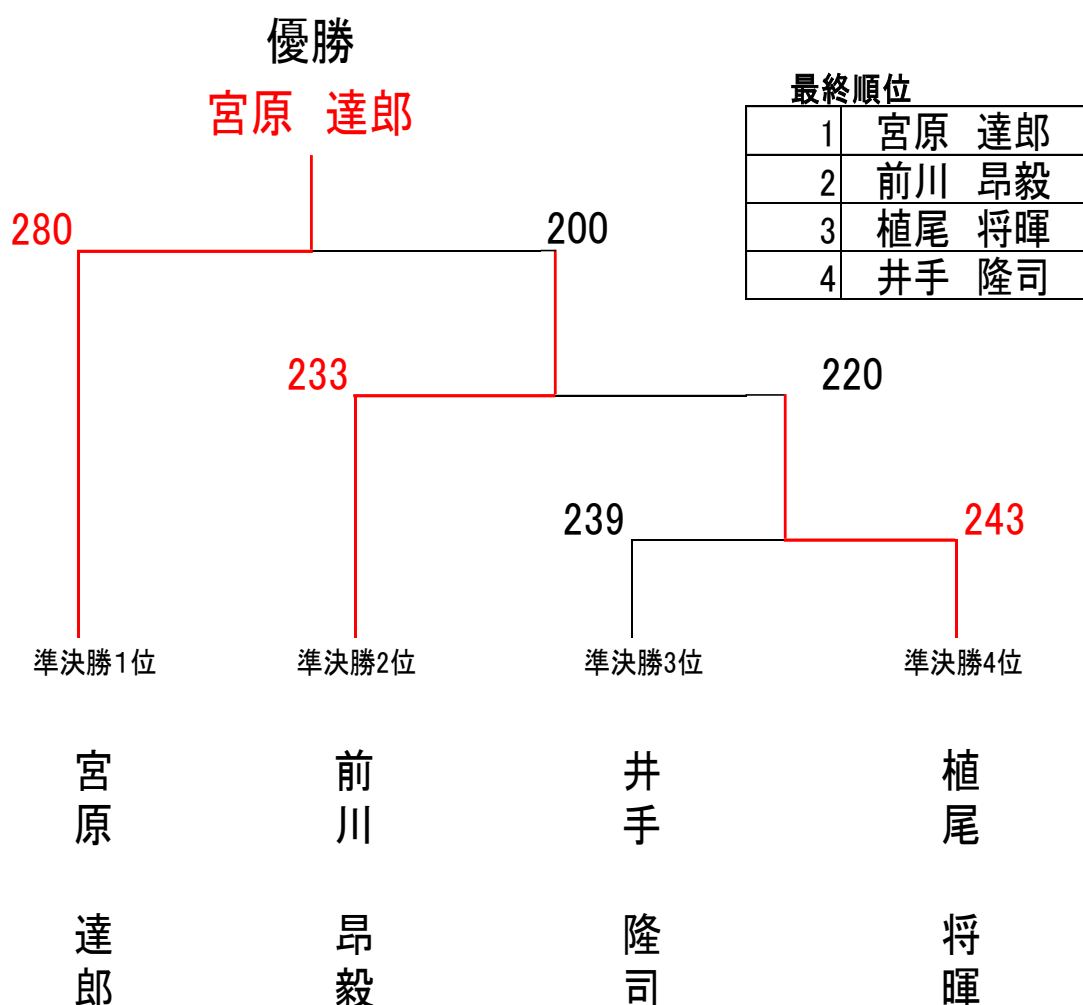 優勝
宮原　達郎
最終順位
1 宮原　達郎
2 前川　昂毅
3 植尾　将暉
4 井手　隆司
280
200
233
220
239
243
準決勝1位
準決勝2位
準決勝3位
準決勝4位
宮原　達郎
前川　昂毅
井手　隆司
植尾　将暉